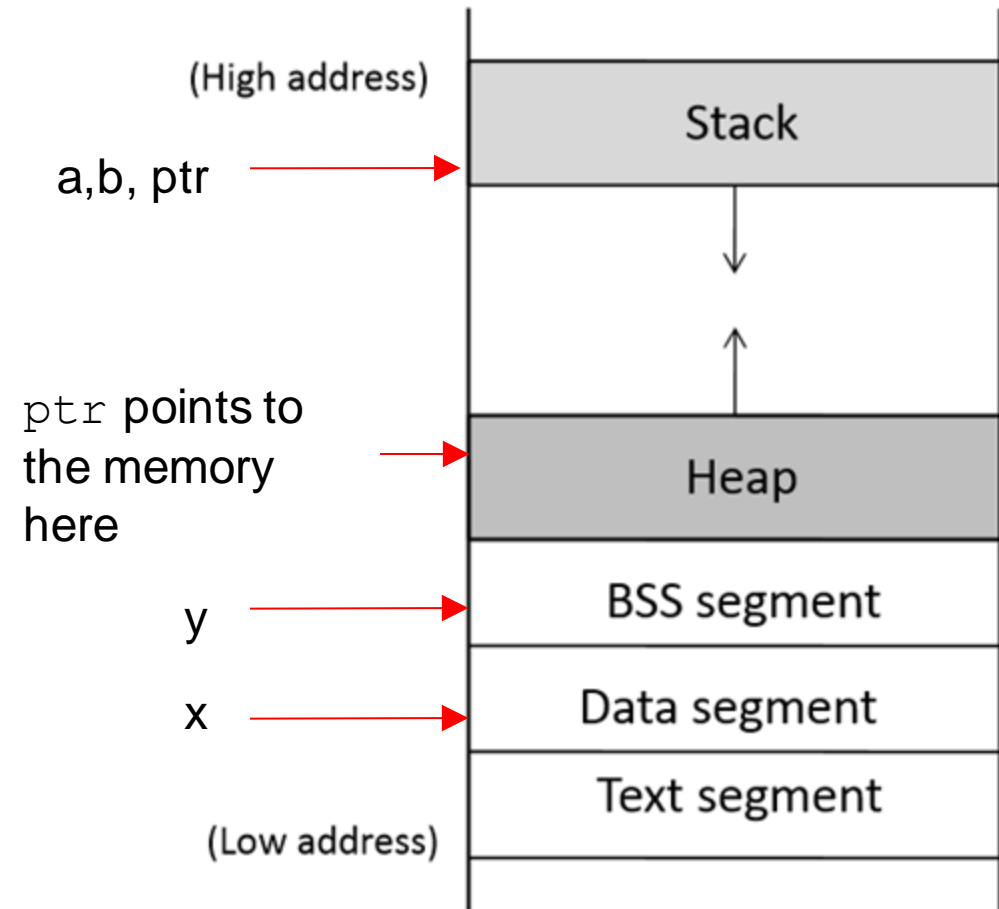 (High address)
Stack
a,b, ptr
ptr points to
the memory
here
Heap
y
BSS segment
x
Data segment
Text segment
(Low address)